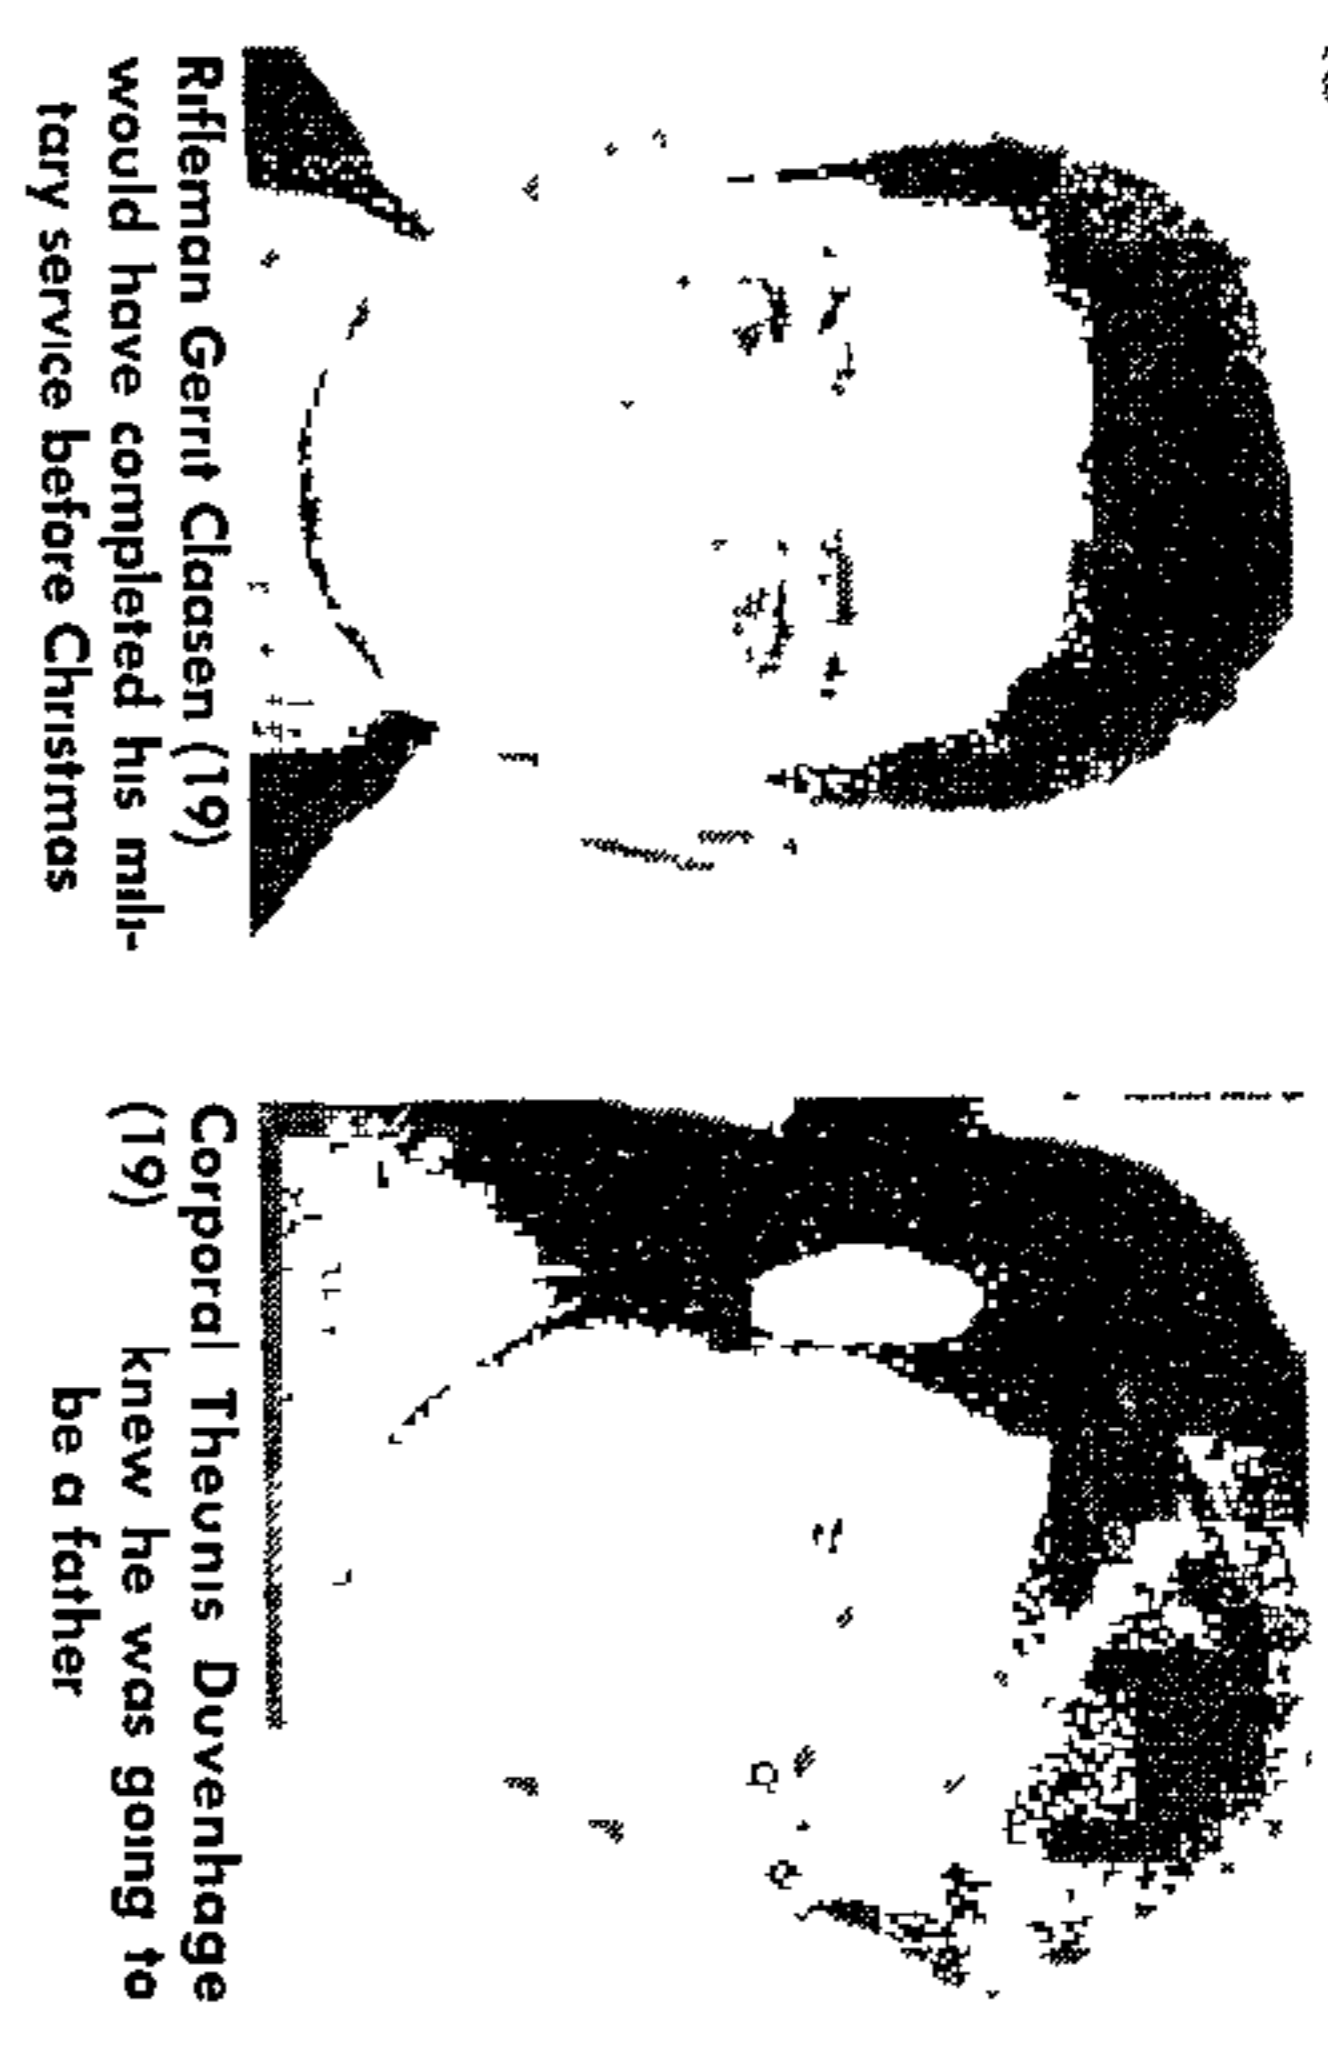 Rifleman Gerrit Claasen (19)
would have completed his mili-
tary service before Christmas
Corporal Theunis Duvenhage
(19) knew he was going to
be a father